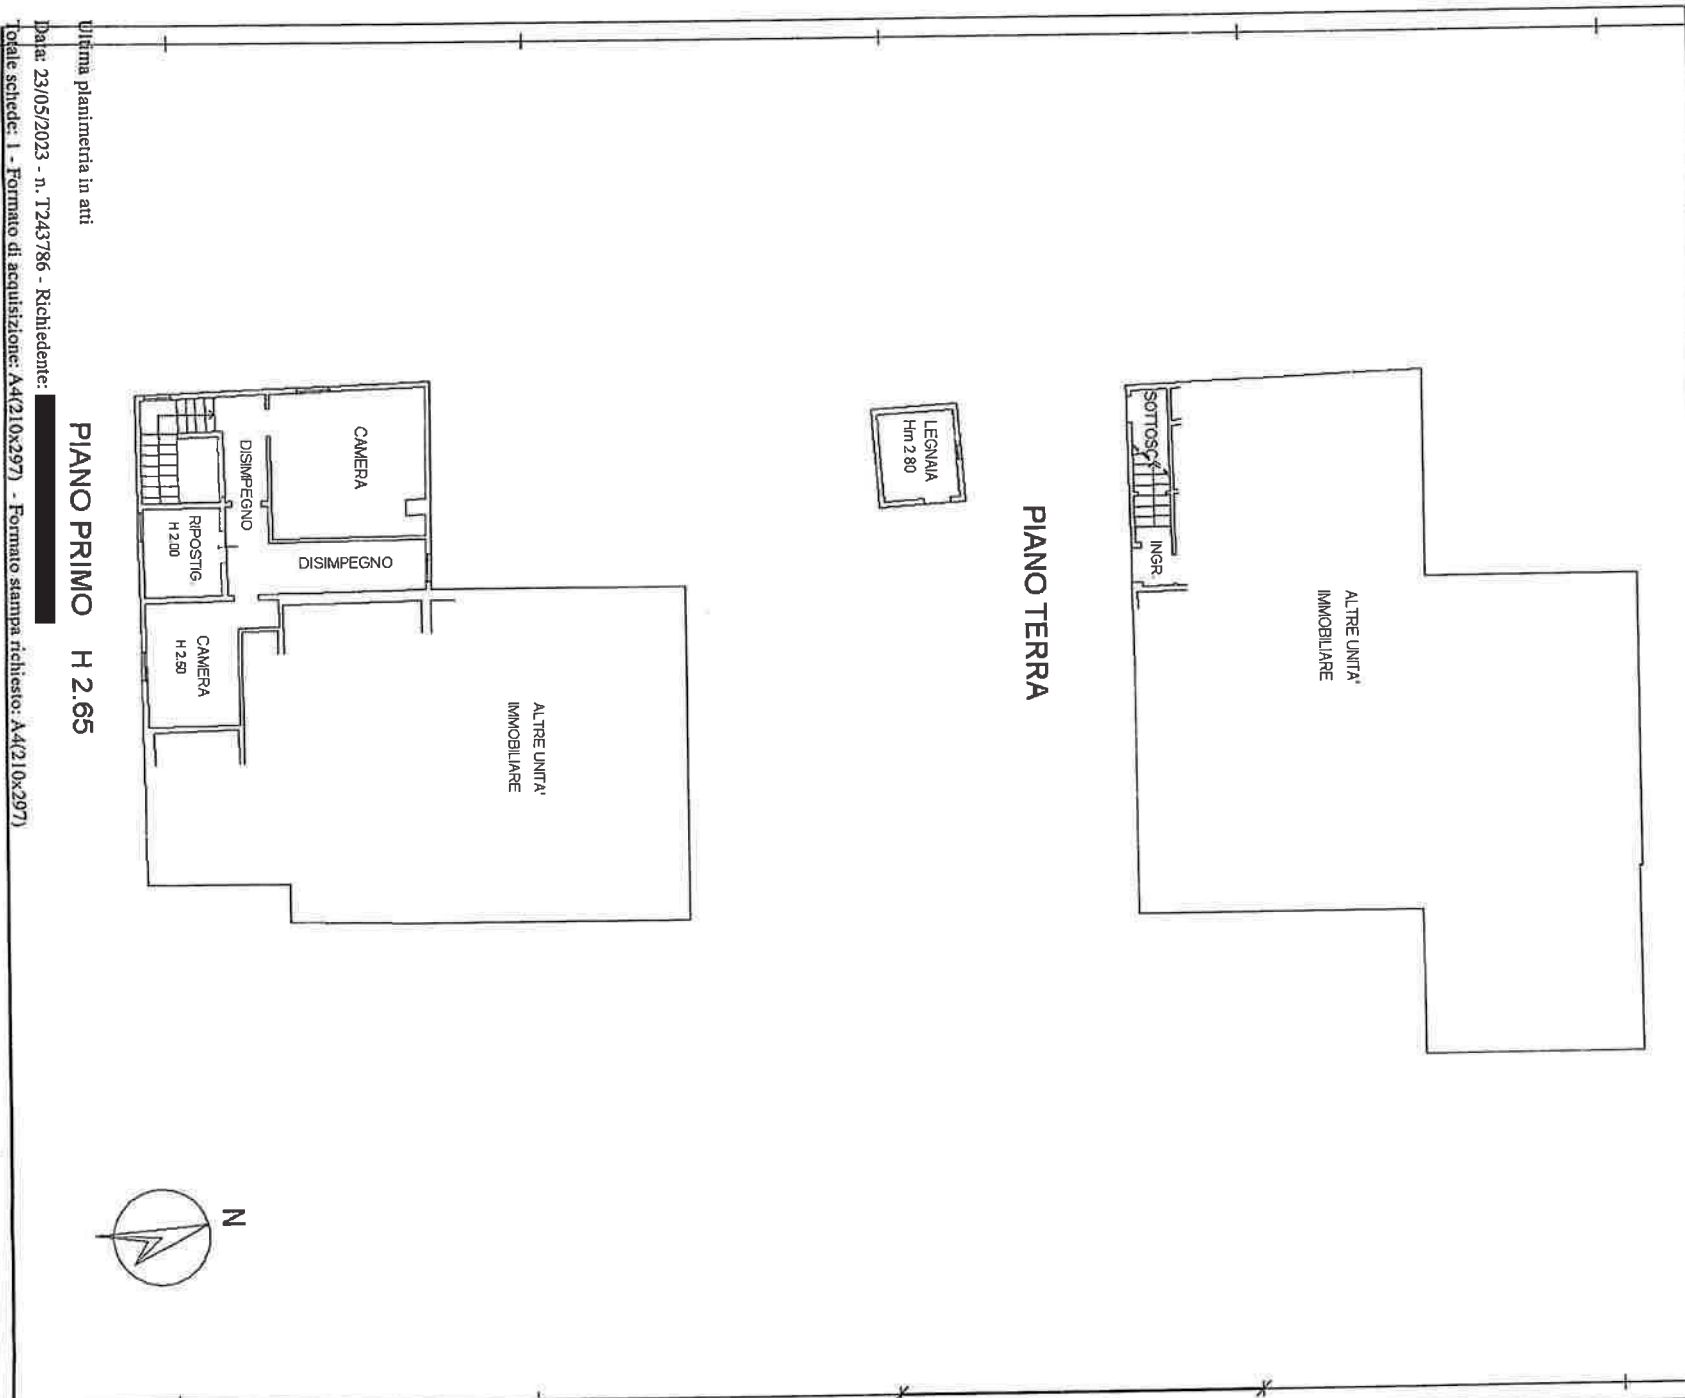 SOTTOSC.
INGR.
ALTRE UNITA'
IMMOBILIARE
PIANO TERRA
LEGNAIA
Hm 2.80
CAMERA
DISIMPEGNO
DISIMPEGNO
RIPOSTIG.
H 2.00
CAMERA
H 2.50
ALTRE UNITA'
IMMOBILIARE
PIANO PRIMO H 2.65
N
Ultima planimetria in atti
Data: 23/05/2023 - n. T243786 - Richiedente:
Totale schede: 1 - Formato di acquisizione: A4(210x297) - Formato stampa richiesto: A4(210x297)